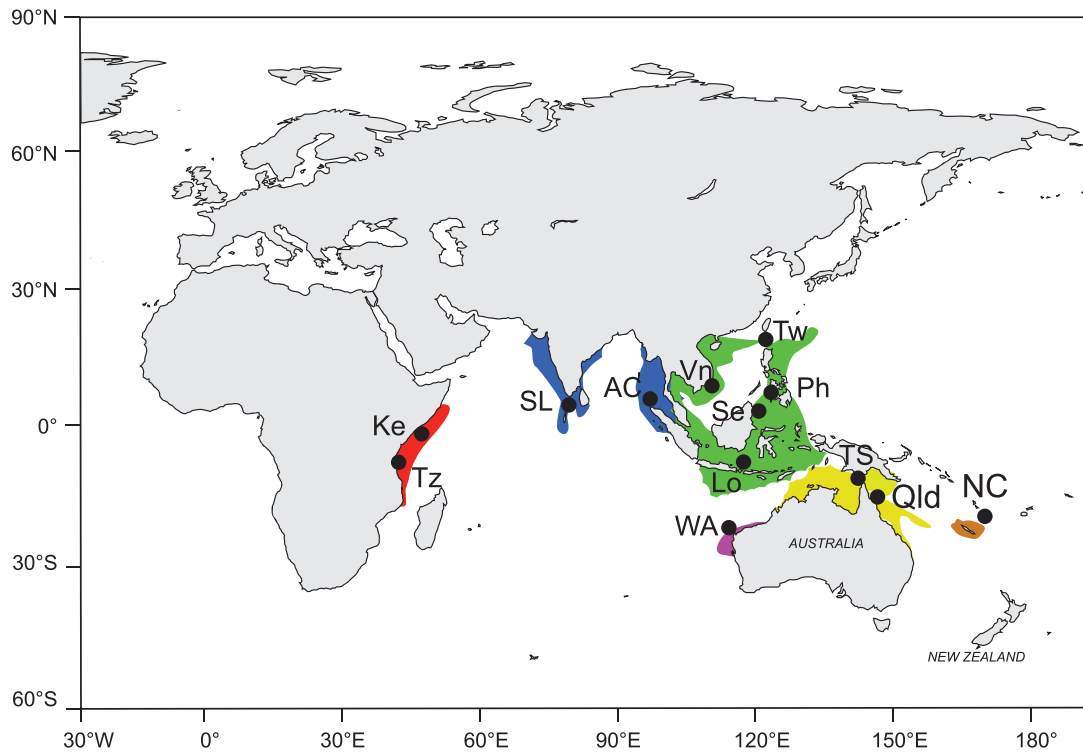 90°N
60°N
30°N
0°
30°S
60°S
Tw
Vn
Ph
AC
SL
Se
Ke
TS
Tz
Lo
Qld
NC
WA
AUSTRALIA
NEW ZEALAND
30°W 0° 30°E 60°E 90°E 120°E 150°E 180°